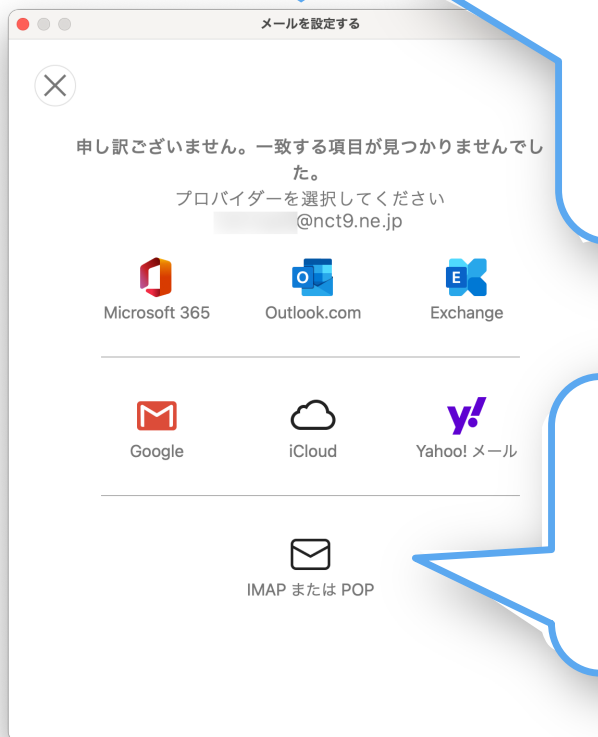 メールを設定する
申し訳ございません。一致する項目が見つかりませんでし
た。
プロバイダーを選択してください
@nct9.ne.jp
Microsoft 365 Outlook.com Exchange
Google iCloud Yahoo! メール
IMAP または POP